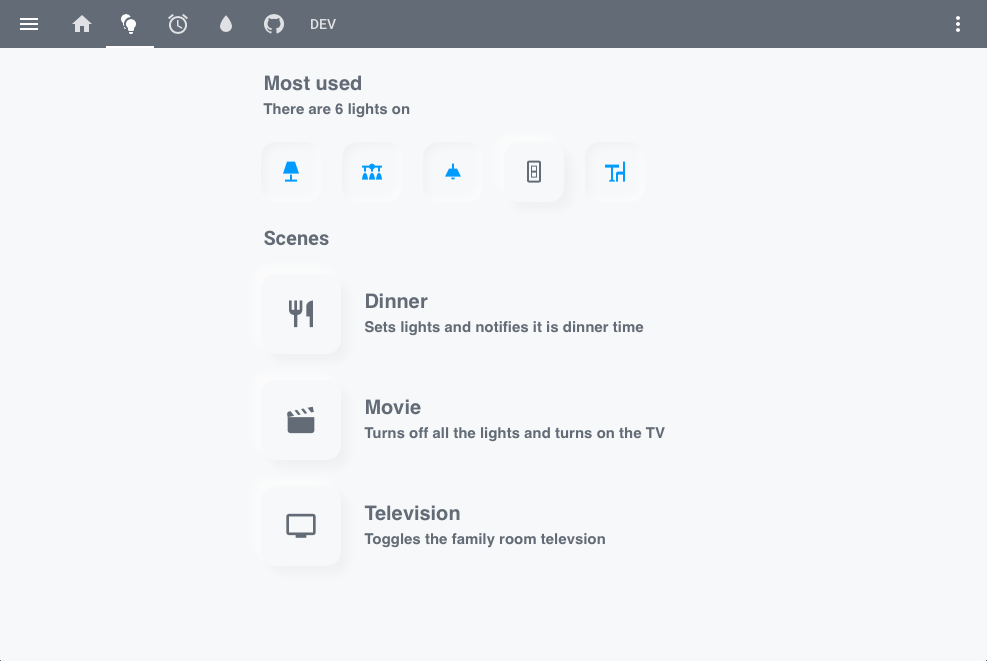 DEV
Most used
There are 6 lights on
Scenes
Dinner
Sets lights and notifies it is dinner time
Movie
Turns off all the lights and turns on the TV
Television
Toggles the family room televsion